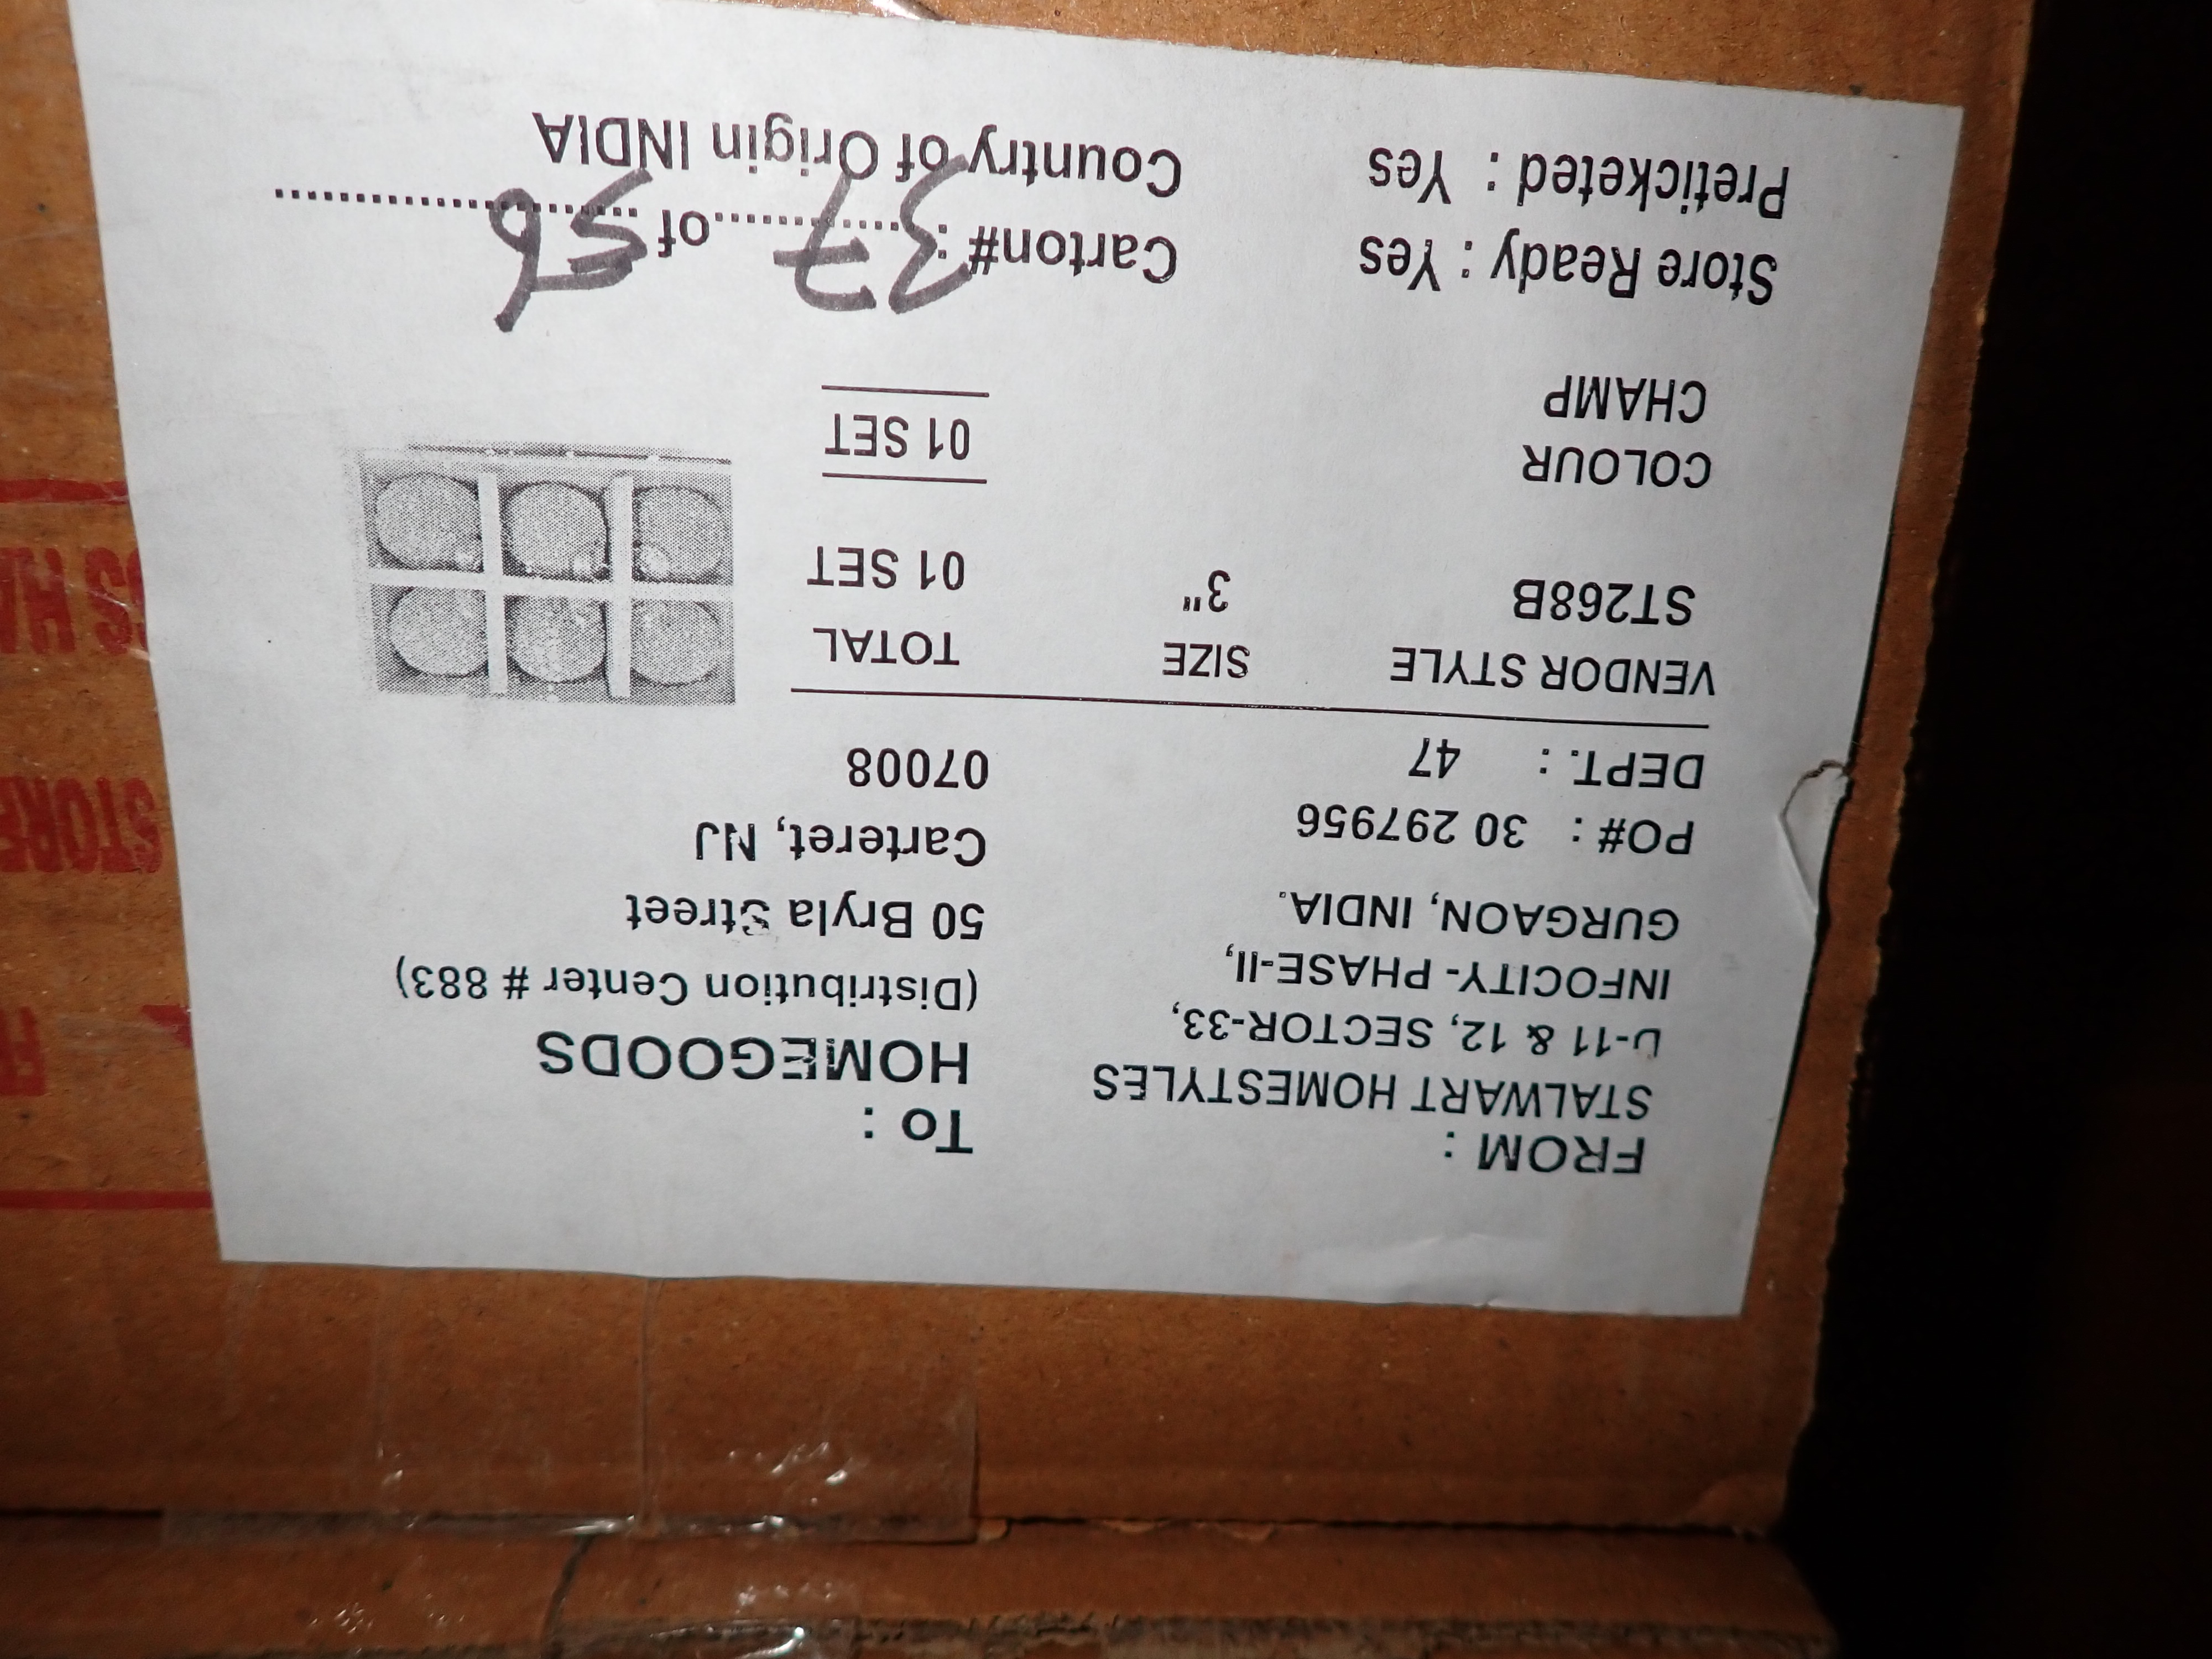 FROM :
STALWART HOMESTYLES
U-11 & 12, SECTOR-33,
INFOCITY- PHASE-II,
GURGAON, INDIA.
PO# : 30 297956
DEPT. : 47
To :
HOMEGOODS
(Distribution Center # 883)
50 Bryla Street
Carteret, NJ
07008
VENDOR STYLE SIZE TOTAL
ST268B 3" 01 SET
COLOUR
CHAMP
01 SET
Store Ready : Yes
Preticketed : Yes
Carton# : 37 of 56
Country of Origin INDIA
STORE